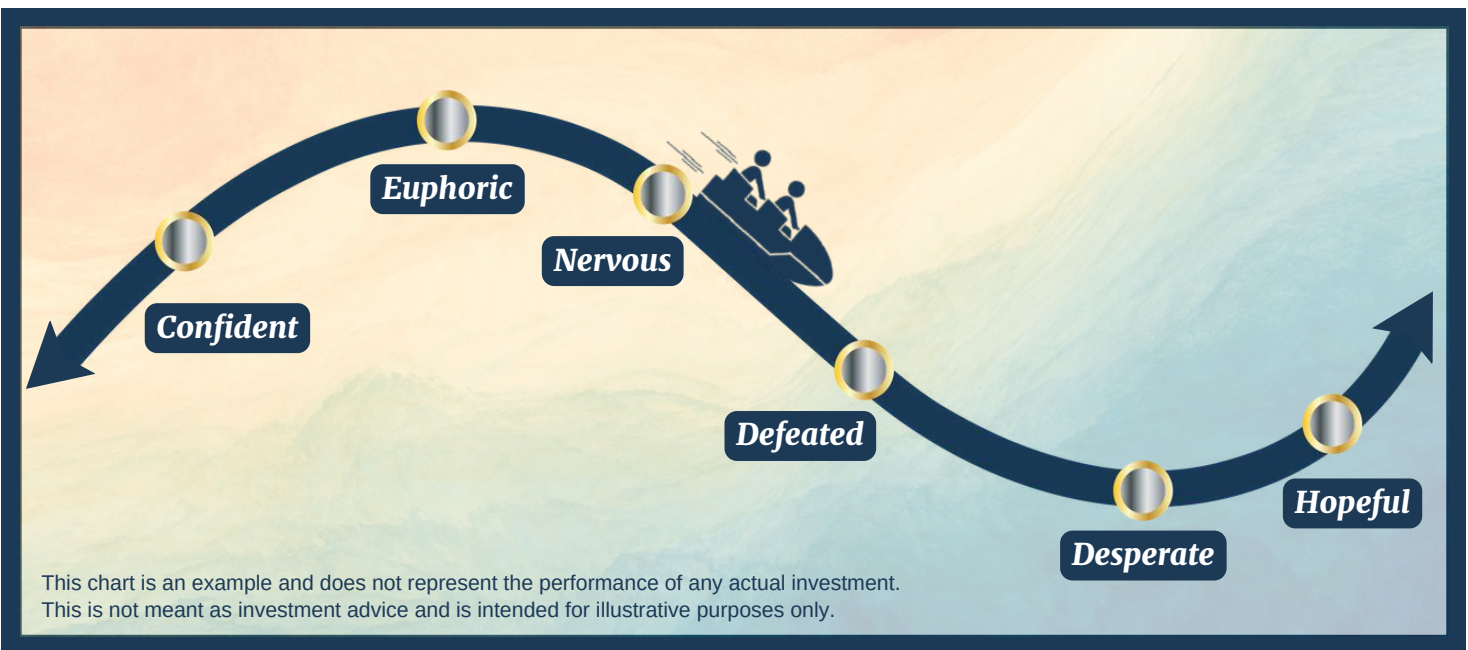 Euphoric
Nervous
Confident
Defeated
Hopeful
Desperate
This chart is an example and does not represent the performance of any actual investment.
This is not meant as investment advice and is intended for illustrative purposes only.